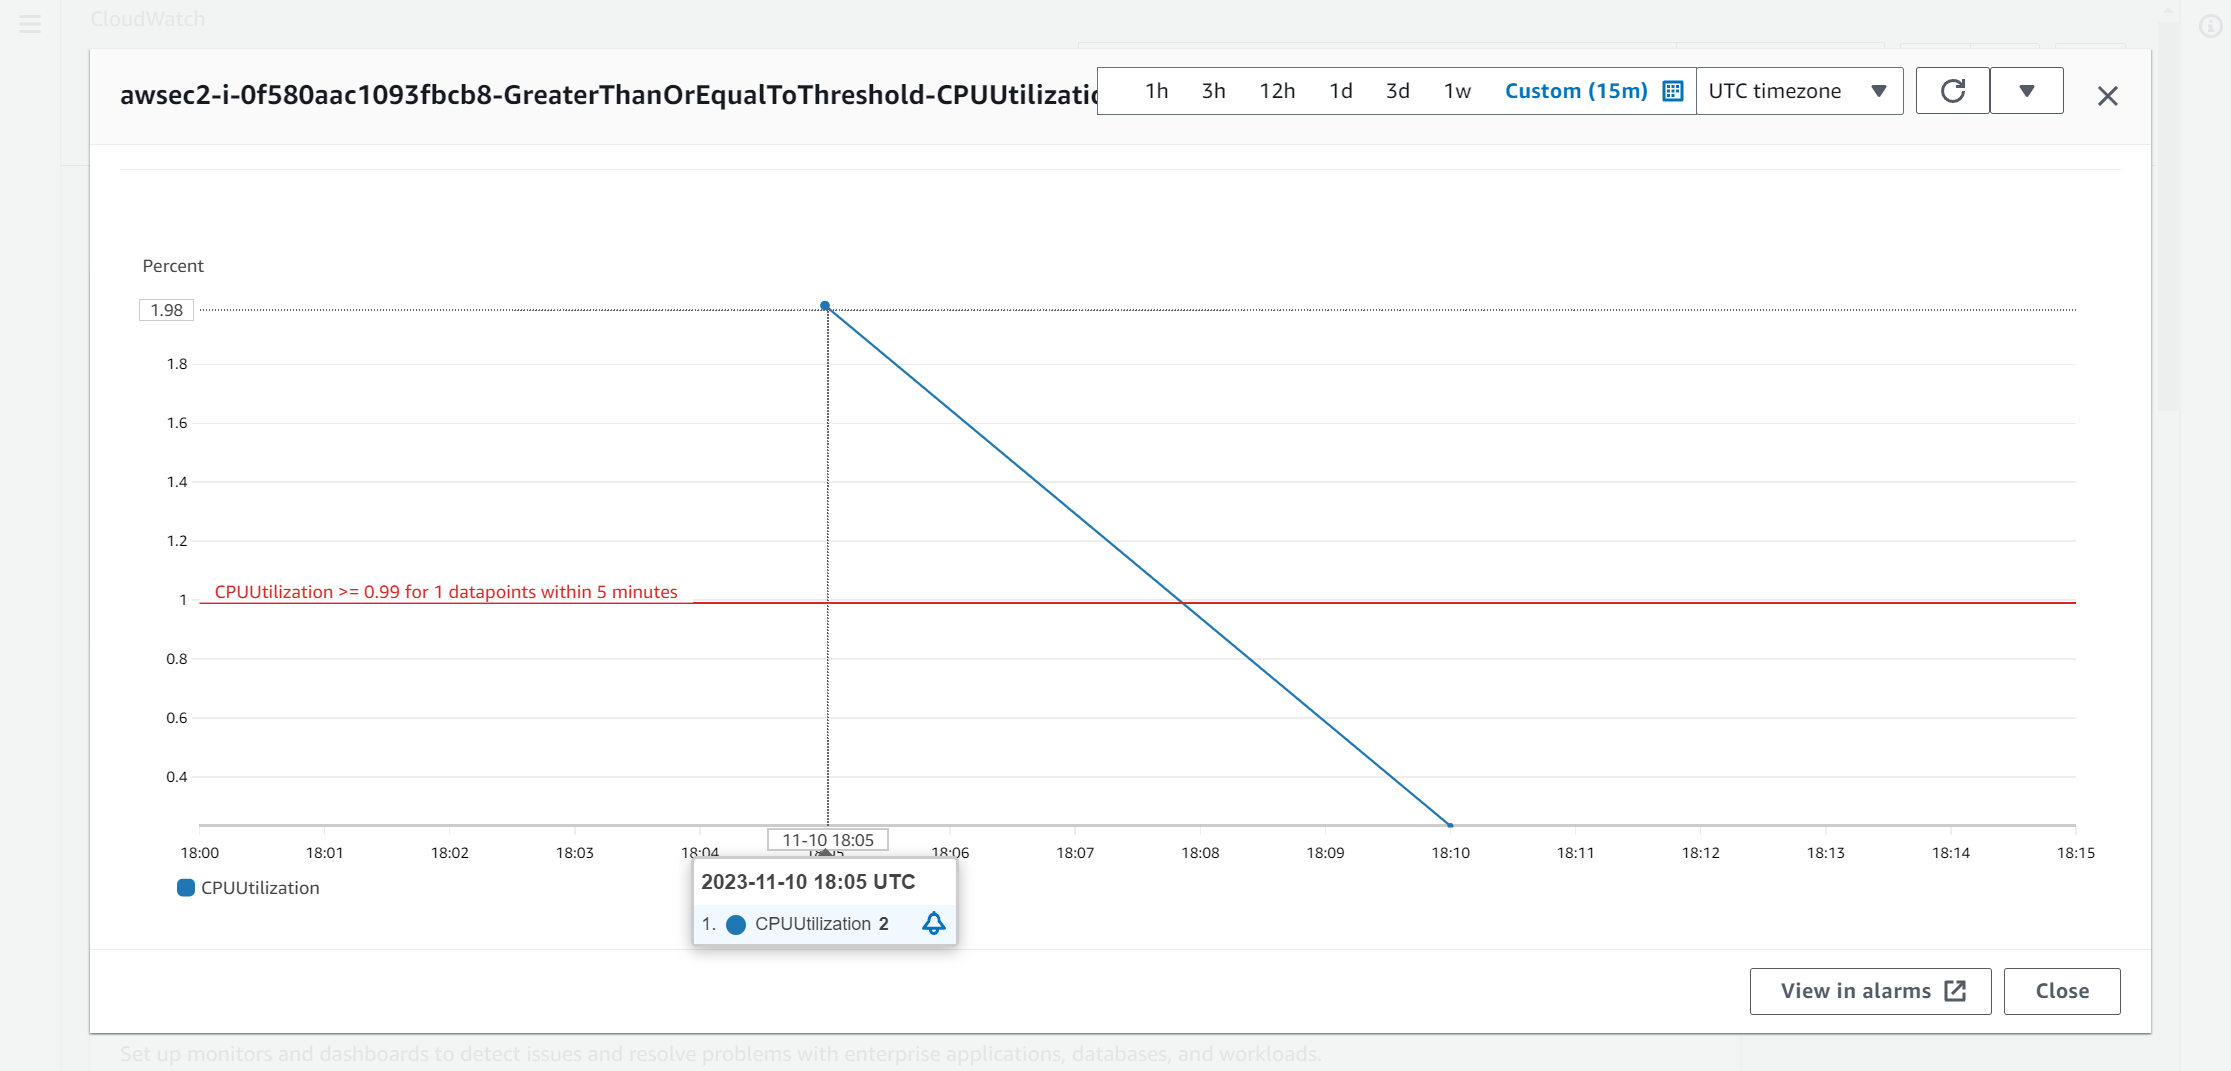 CloudWatch
awsec2-i-0f580aac1093fbcb8-GreaterThanOrEqualToThreshold-CPUUtilizatio
1h 3h 12h 1d 3d 1w Custom (15m) UTC timezone
Percent
1.98
1.8
1.6
1.4
1.2
CPUUtilization >= 0.99 for 1 datapoints within 5 minutes
1
0.8
0.6
0.4
11-10 18:05
18:00 18:01 18:02 18:03 18:04 18:05 18:06 18:07 18:08 18:09 18:10 18:11 18:12 18:13 18:14 18:15
CPUUtilization
2023-11-10 18:05 UTC
1. CPUUtilization 2
View in alarms Close
Set up monitors and dashboards to detect issues and resolve problems with enterprise applications, databases, and workloads.